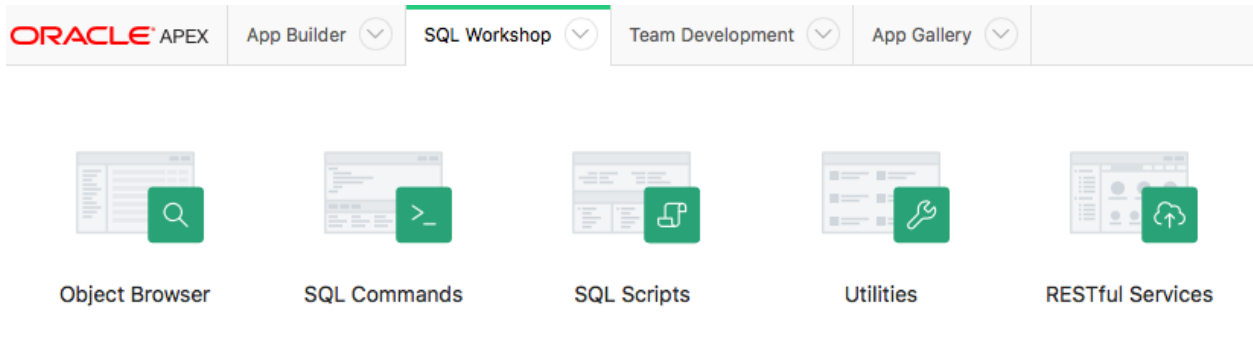 ORACLE APEX App Builder SQL Workshop Team Development App Gallery
>_
Object Browser SQL Commands SQL Scripts Utilities RESTful Services